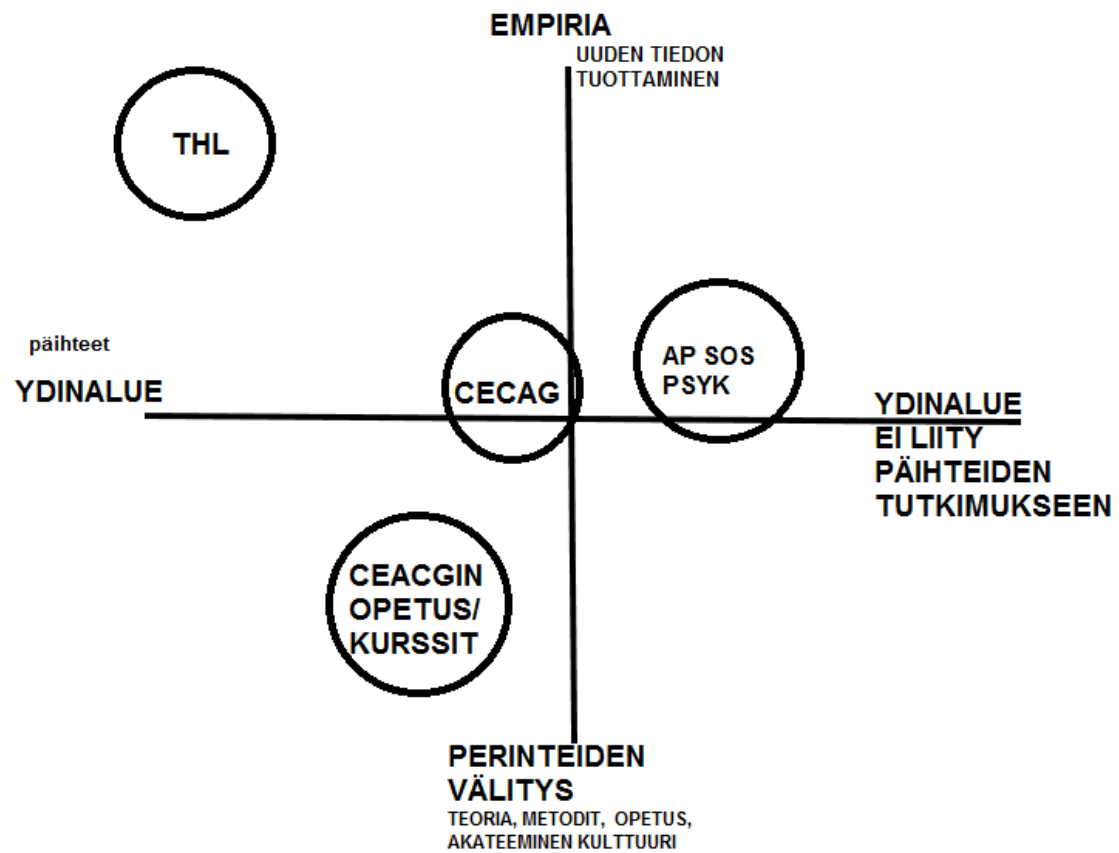 EMPIRIA
UUDEN TIEDON
TUOTTAMINEN
THL
päihteet
YDINALUE
CECAG
AP SOS
PSYK
YDINALUE
EI LIITY
PÄIHTEIDEN
TUTKIMUKSEEN
CEACGIN
OPETUS/
KURSSIT
PERINTEIDEN
VÄLITYS
TEORIA, METODIT, OPETUS,
AKATEEMINEN KULTTUURI